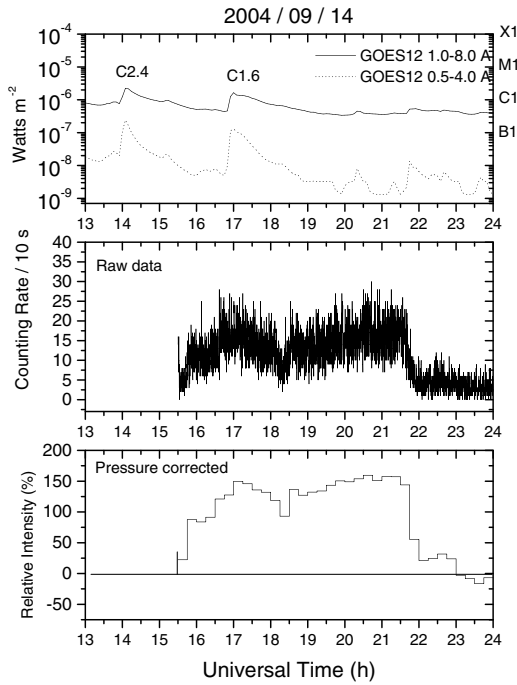 2004 / 09 / 14
10^-4
10^-5
10^-6
10^-7
10^-8
10^-9
Watts m^-2
C2.4
C1.6
GOES12 1.0-8.0 A
GOES12 0.5-4.0 A
X1
M1
C1
B1
13 14 15 16 17 18 19 20 21 22 23 24
40
35
30
25
20
15
10
5
0
Counting Rate / 10 s
Raw data
13 14 15 16 17 18 19 20 21 22 23 24
200
150
100
50
0
-50
Relative Intensity (%)
Pressure corrected
13 14 15 16 17 18 19 20 21 22 23 24
Universal Time (h)